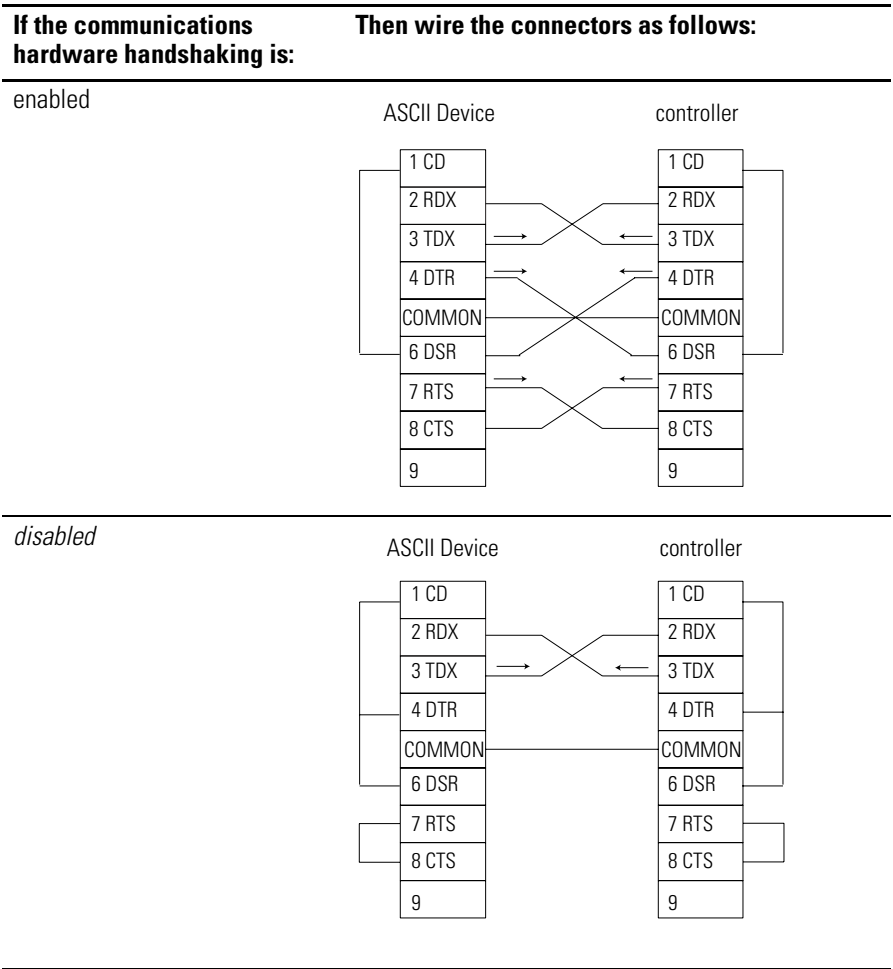 If the communications hardware handshaking is:
Then wire the connectors as follows:
enabled
ASCII Device
controller
1 CD
1 CD
2 RDX
2 RDX
3 TDX
3 TDX
4 DTR
4 DTR
COMMON
COMMON
6 DSR
6 DSR
7 RTS
7 RTS
8 CTS
8 CTS
9
9
disabled
ASCII Device
controller
1 CD
1 CD
2 RDX
2 RDX
3 TDX
3 TDX
4 DTR
4 DTR
COMMON
COMMON
6 DSR
6 DSR
7 RTS
7 RTS
8 CTS
8 CTS
9
9